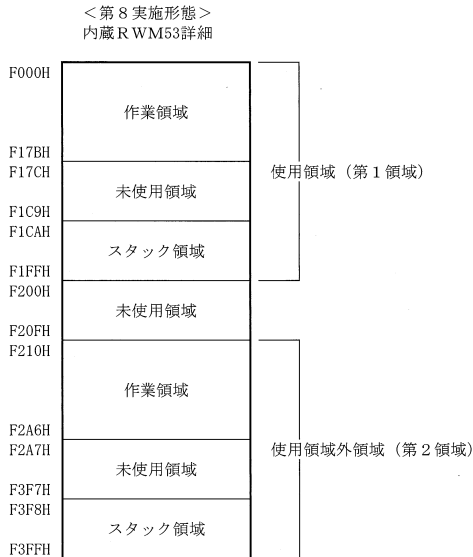 ＜第８実施形態＞
内蔵ＲＷＭ53詳細
F000H
作業領域
F17BH
F17CH
使用領域（第１領域）
未使用領域
F1C9H
F1CAH
スタック領域
F1FFH
F200H
未使用領域
F20FH
F210H
作業領域
F2A6H
F2A7H
使用領域外領域（第２領域）
未使用領域
F3F7H
F3F8H
スタック領域
F3FFH